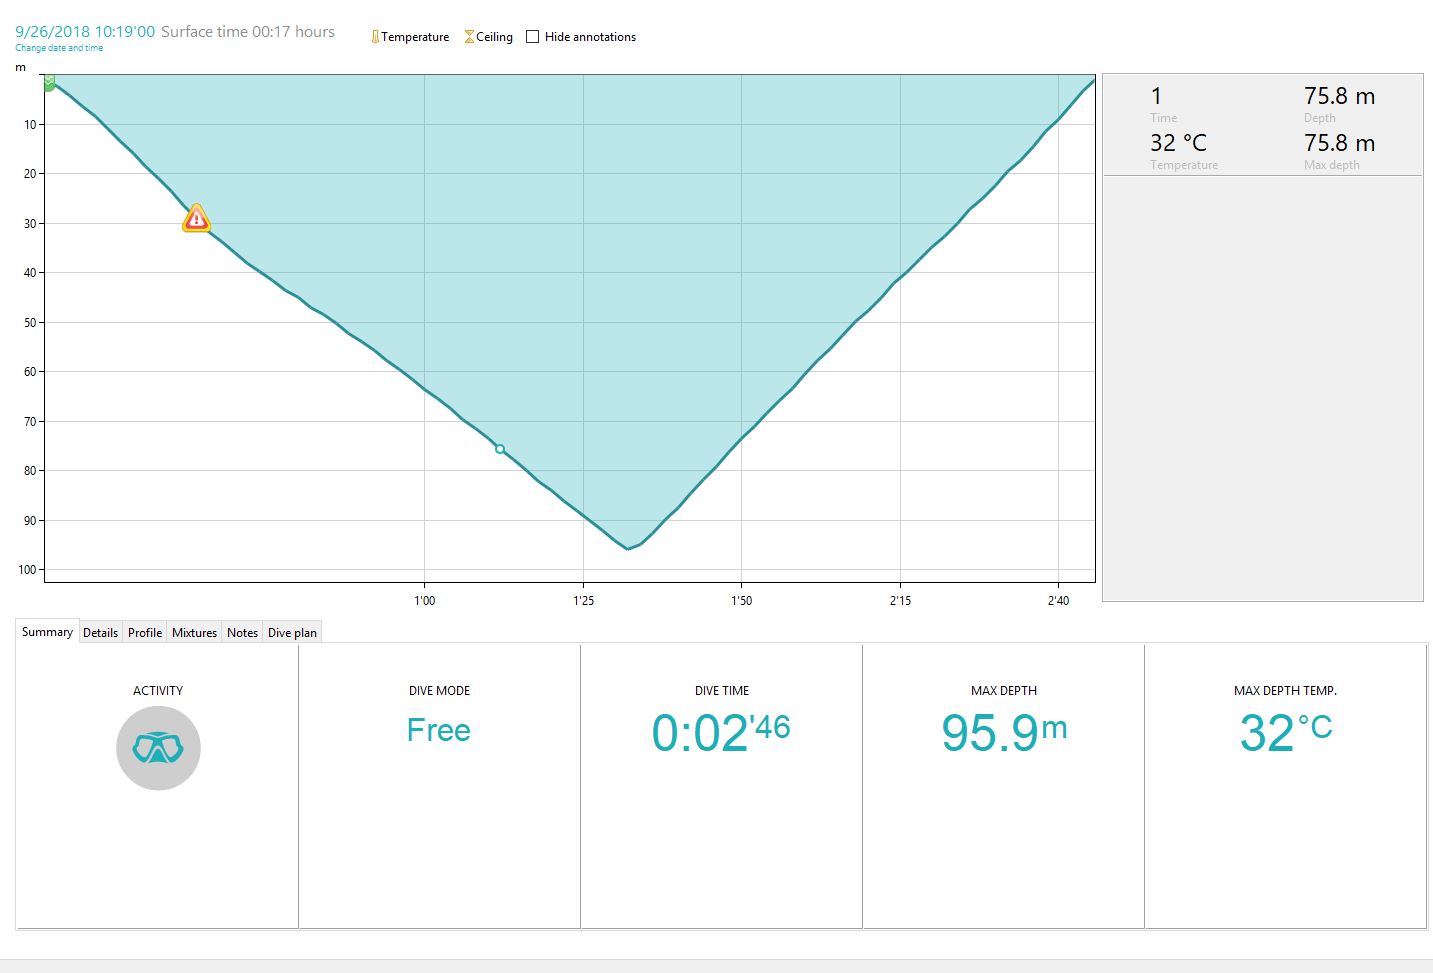 9/26/2018 10:19'00 Surface time 00:17 hours
Change date and time
Temperature Ceiling Hide annotations
m
10
20
30
40
50
60
70
80
90
100
1'00 1'25 1'50 2'15 2'40
1 75.8 m
Time Depth
32 °C 75.8 m
Temperature Max depth
Summary Details Profile Mixtures Notes Dive plan
ACTIVITY DIVE MODE DIVE TIME MAX DEPTH MAX DEPTH TEMP.
Free 0:02'46 95.9m 32°C